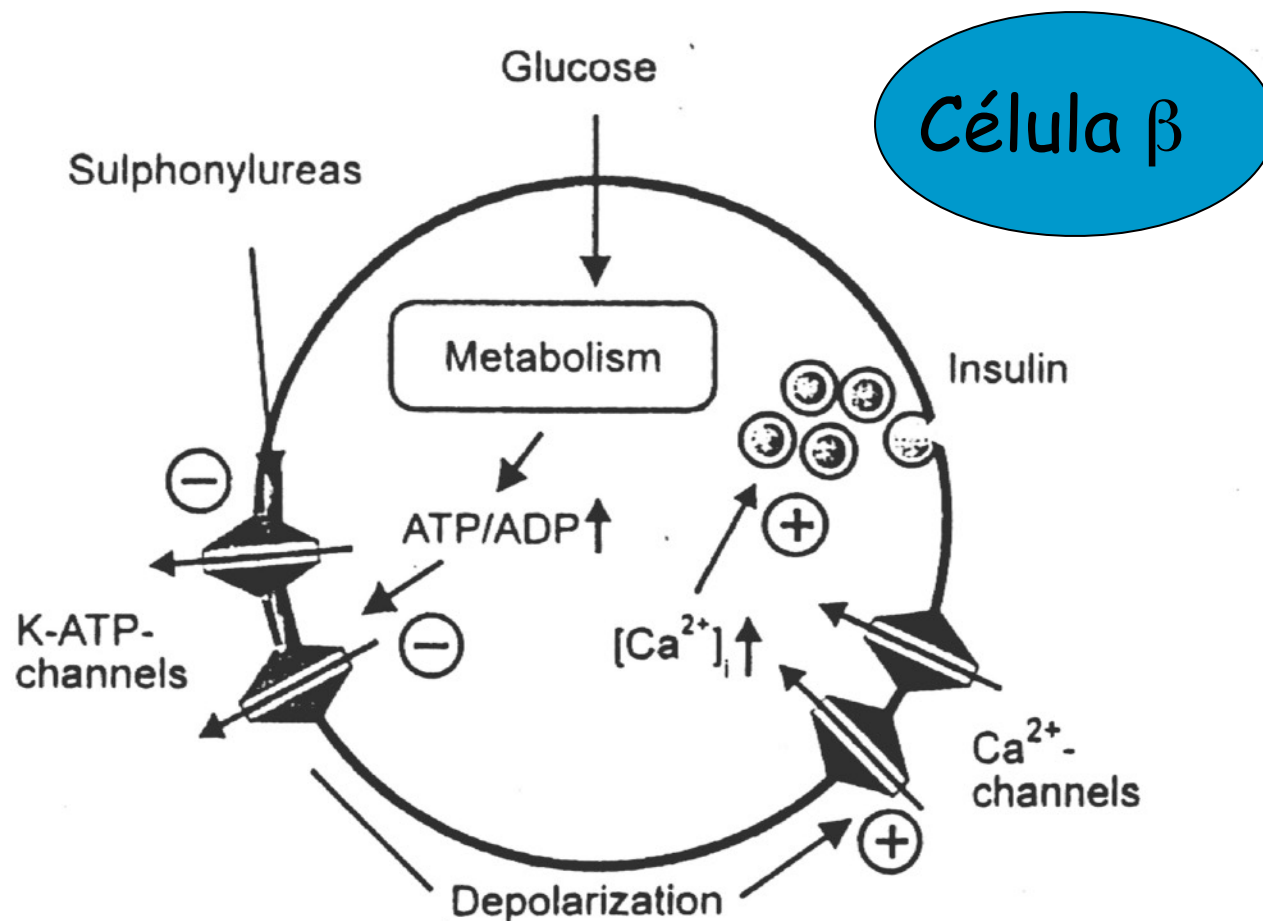 Glucose
Célula β
Sulphonylureas
Metabolism
Insulin
−
ATP/ADP
+
K-ATP-
channels
−
[Ca²⁺]ᵢ
Ca²⁺-
channels
+
Depolarization